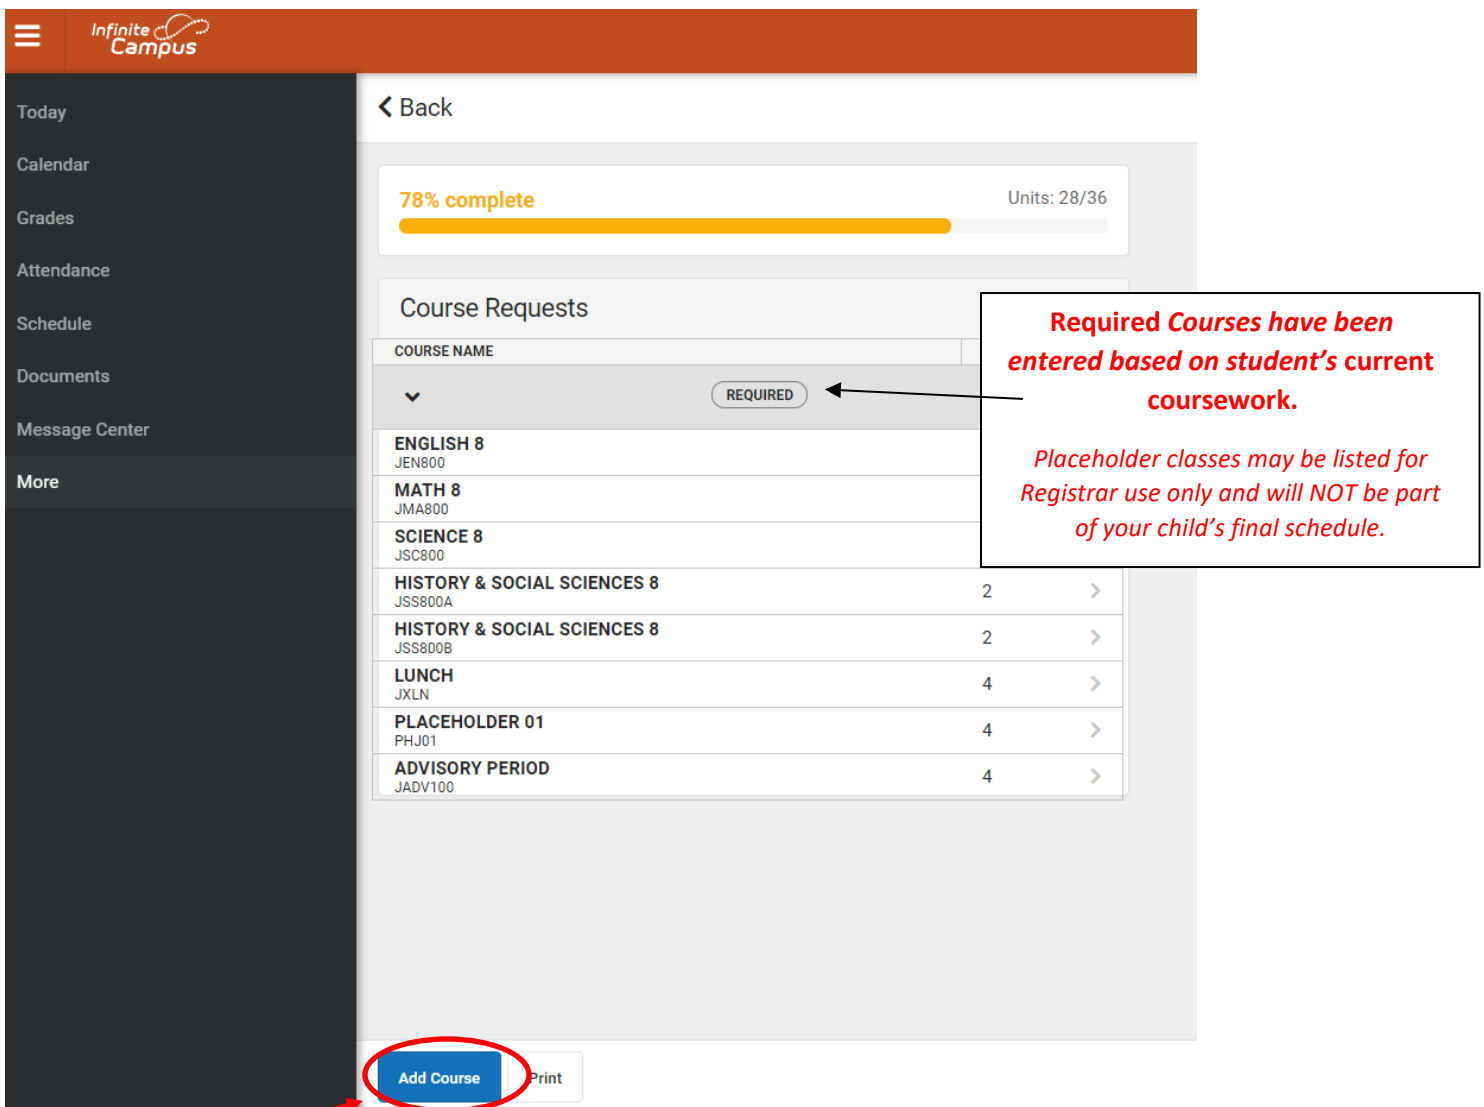 Infinite
Campus
Today
Calendar
Grades
Attendance
Schedule
Documents
Message Center
More
Back
78% complete
Units: 28/36
Course Requests
COURSE NAME
REQUIRED
ENGLISH 8
JEN800
MATH 8
JMA800
SCIENCE 8
JSC800
HISTORY & SOCIAL SCIENCES 8
JSS800A
2
HISTORY & SOCIAL SCIENCES 8
JSS800B
2
LUNCH
JXLN
4
PLACEHOLDER 01
PHJ01
4
ADVISORY PERIOD
JADV100
4
Required Courses have been
entered based on student’s current
coursework.
Placeholder classes may be listed for
Registrar use only and will NOT be part
of your child’s final schedule.
Add Course
Print